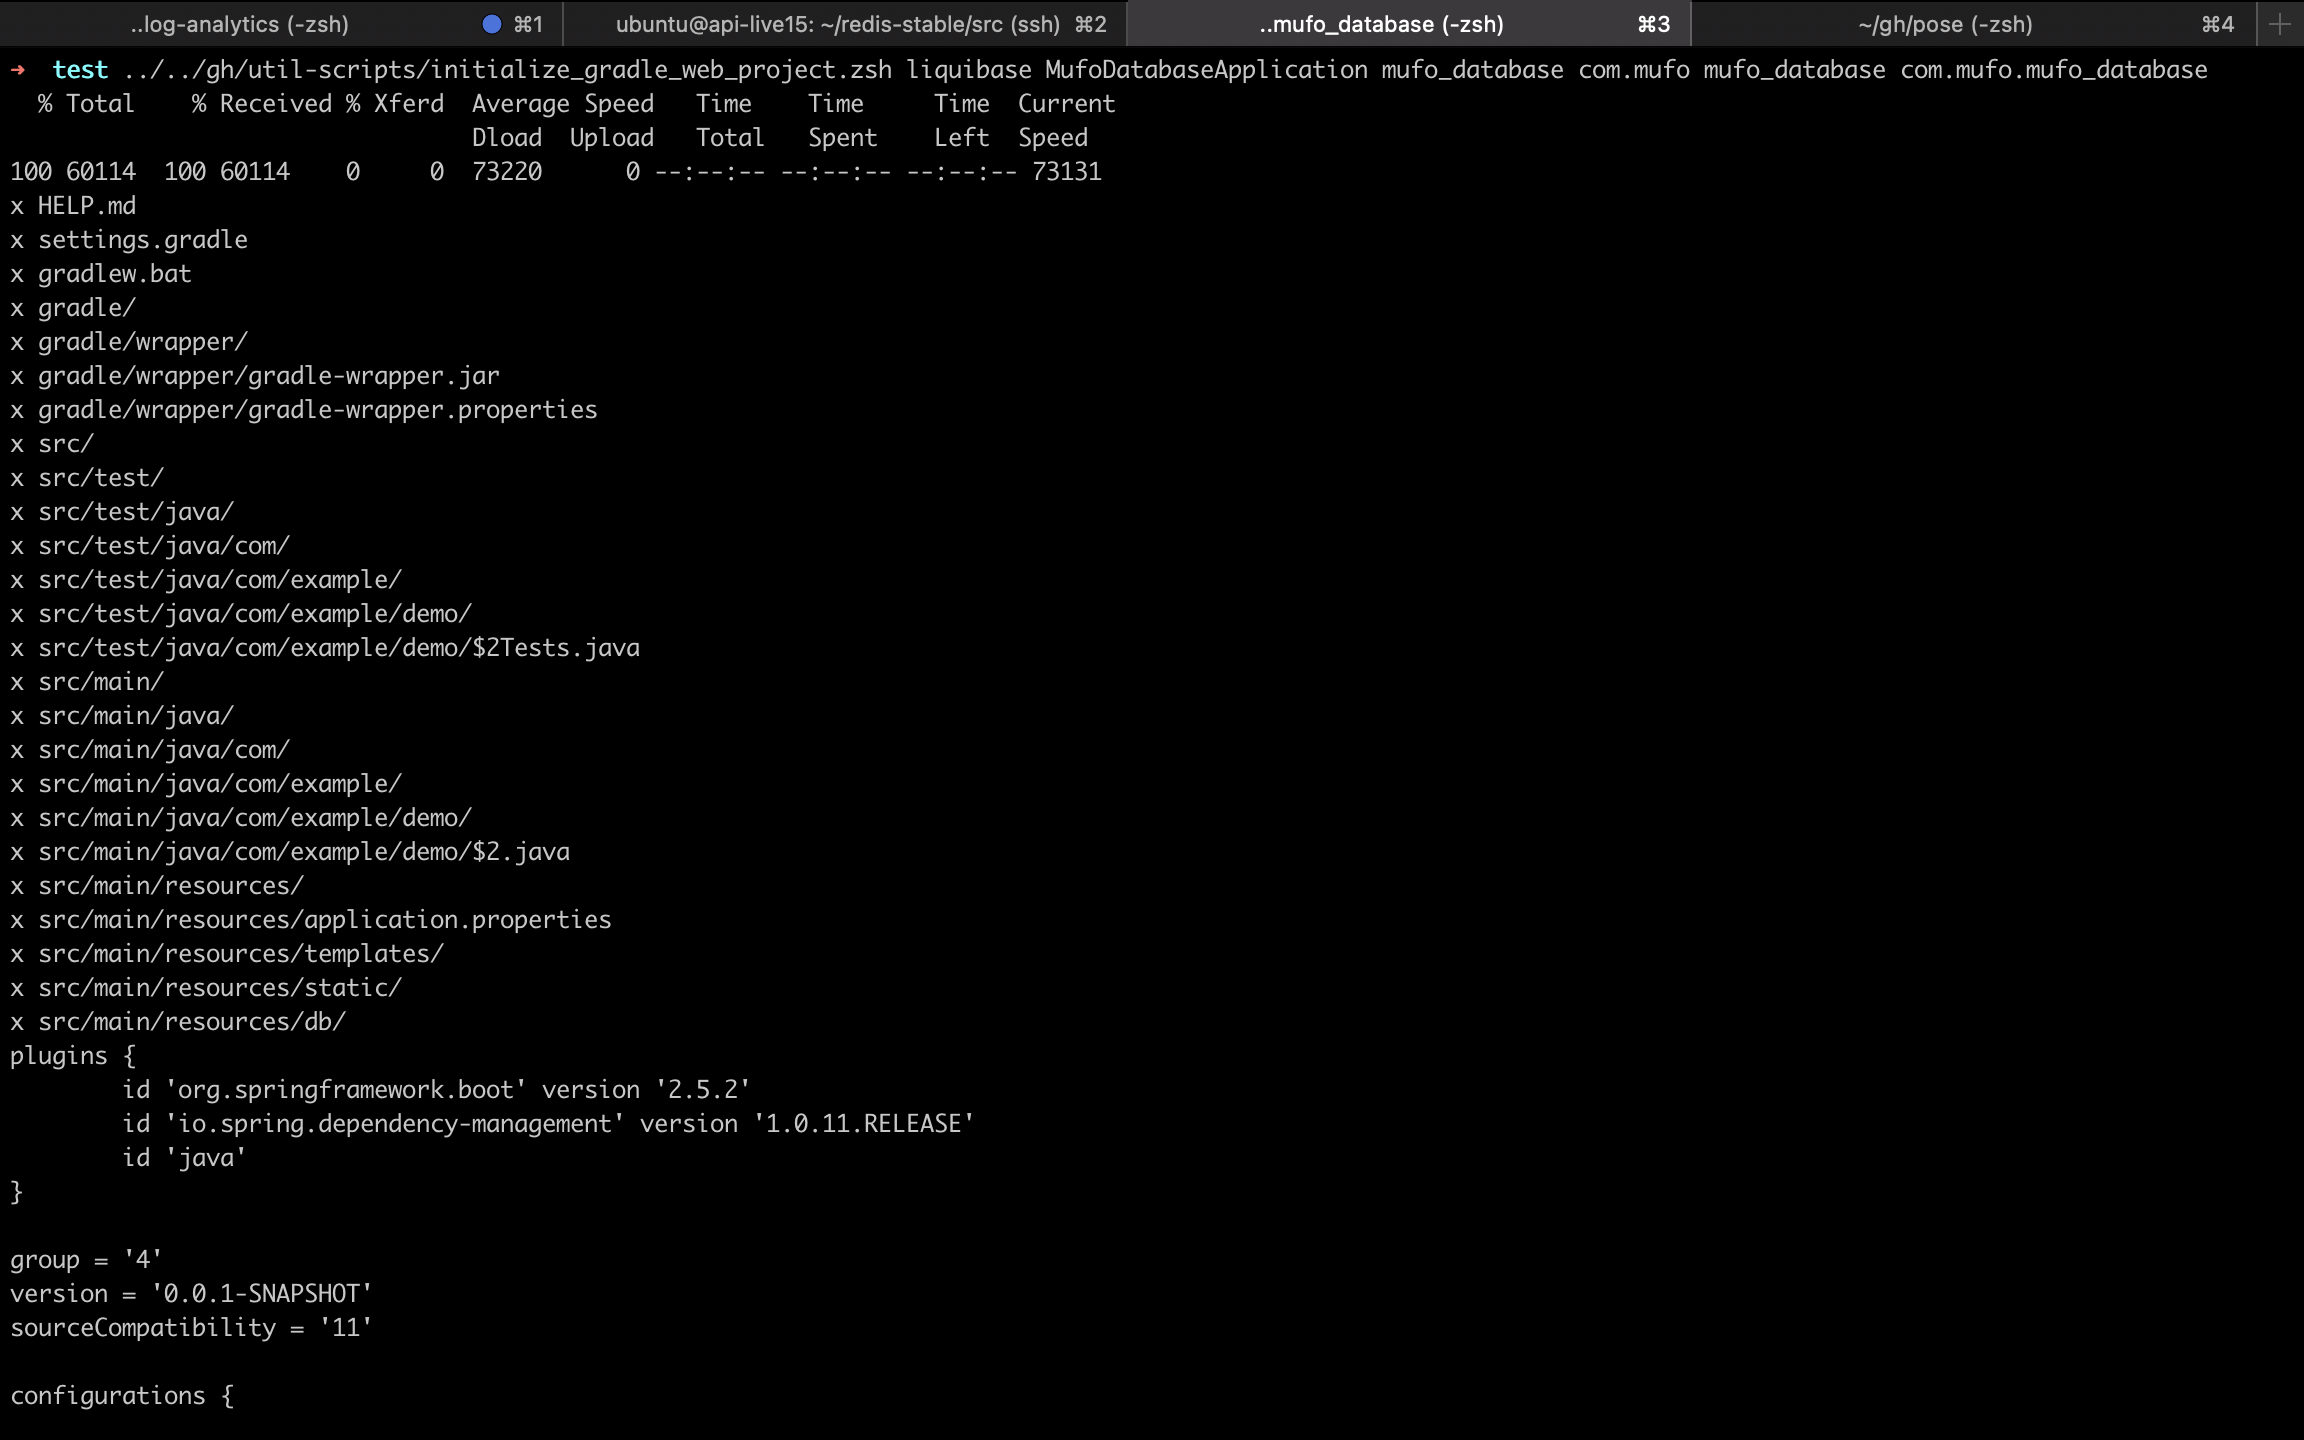 ..log-analytics (-zsh) ⌘1 ubuntu@api-live15: ~/redis-stable/src (ssh) ⌘2 ..mufo_database (-zsh) ⌘3 ~/gh/pose (-zsh) ⌘4
→ test ../../gh/util-scripts/initialize_gradle_web_project.zsh liquibase MufoDatabaseApplication mufo_database com.mufo mufo_database com.mufo.mufo_database
  % Total    % Received % Xferd  Average Speed   Time    Time     Time  Current
                                 Dload  Upload   Total   Spent    Left  Speed
100 60114  100 60114    0     0  73220      0 --:--:-- --:--:-- --:--:-- 73131
x HELP.md
x settings.gradle
x gradlew.bat
x gradle/
x gradle/wrapper/
x gradle/wrapper/gradle-wrapper.jar
x gradle/wrapper/gradle-wrapper.properties
x src/
x src/test/
x src/test/java/
x src/test/java/com/
x src/test/java/com/example/
x src/test/java/com/example/demo/
x src/test/java/com/example/demo/$2Tests.java
x src/main/
x src/main/java/
x src/main/java/com/
x src/main/java/com/example/
x src/main/java/com/example/demo/
x src/main/java/com/example/demo/$2.java
x src/main/resources/
x src/main/resources/application.properties
x src/main/resources/templates/
x src/main/resources/static/
x src/main/resources/db/
plugins {
        id 'org.springframework.boot' version '2.5.2'
        id 'io.spring.dependency-management' version '1.0.11.RELEASE'
        id 'java'
}
group = '4'
version = '0.0.1-SNAPSHOT'
sourceCompatibility = '11'
configurations {